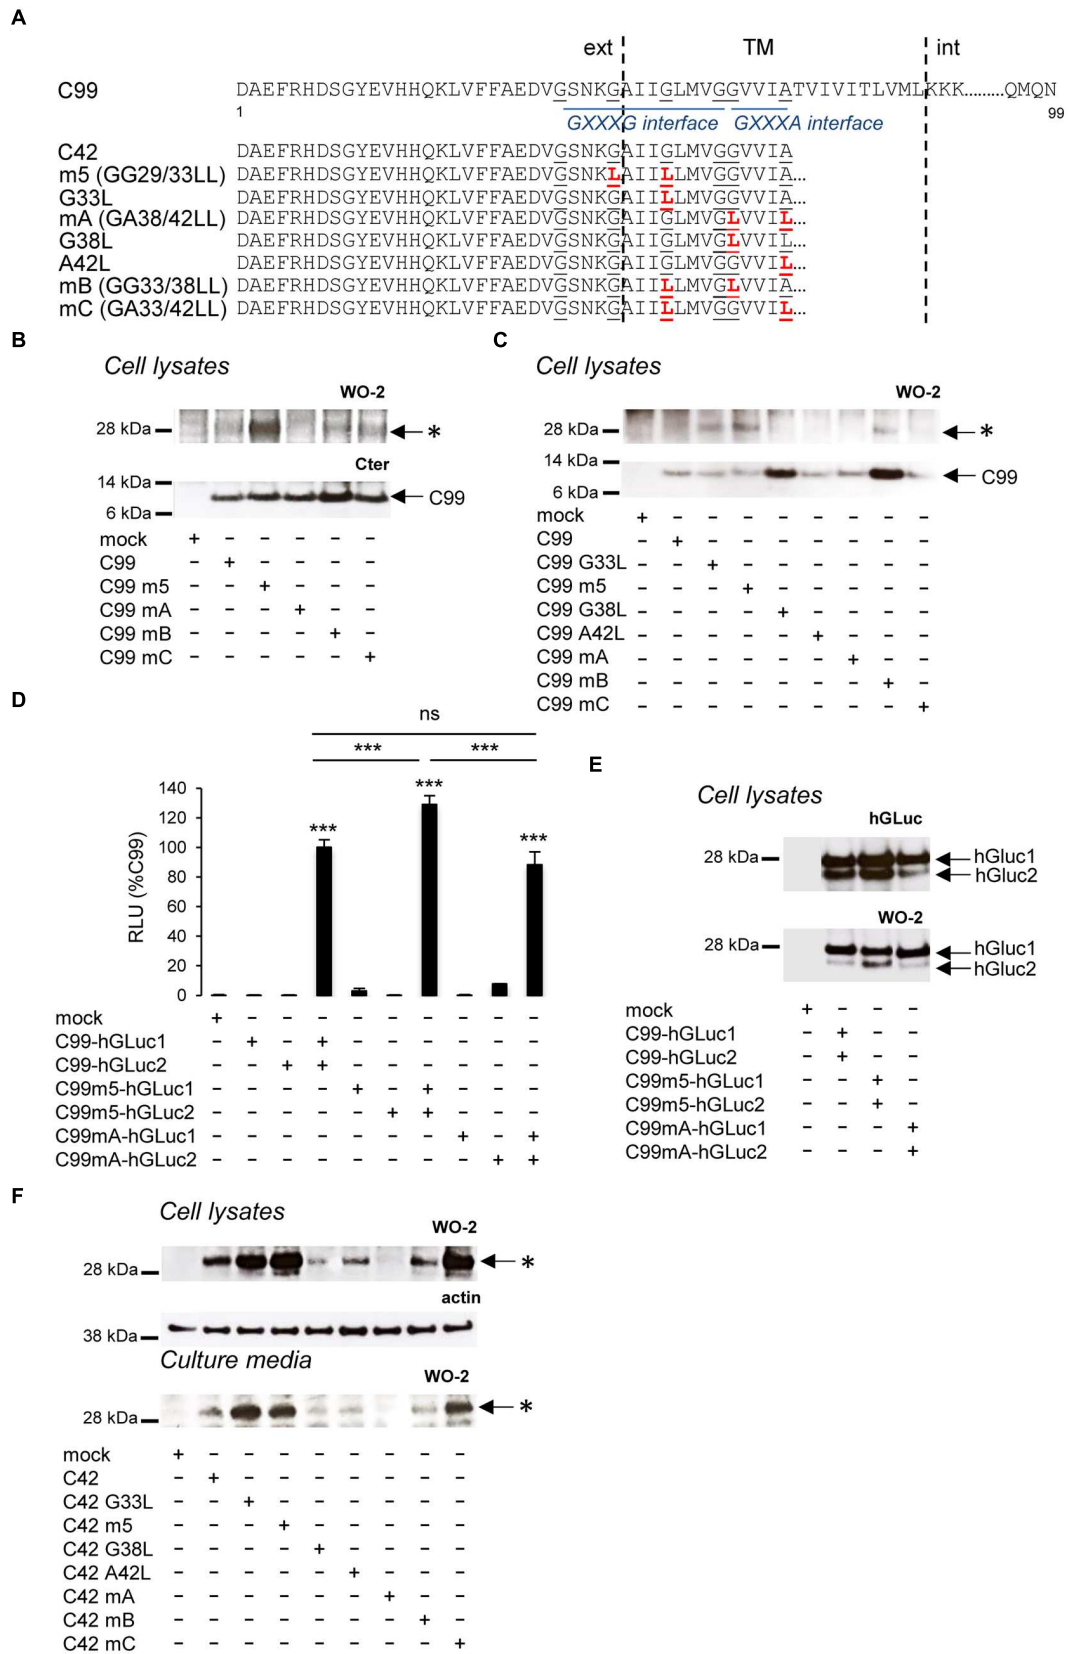 A
ext TM int
C99 DAEFRHDSGYEVHHQKLVFFAEDVGSNKGAIIGLMVGGVVIATVIVITLVMLKKK.........QMQN
1 99
GXXXG interface GXXXA interface
C42 DAEFRHDSGYEVHHQKLVFFAEDVGSNKGAIIGLMVGGVVIA
m5 (GG29/33LL) DAEFRHDSGYEVHHQKLVFFAEDVGSNKLAIILLMVGGVVIA...
G33L DAEFRHDSGYEVHHQKLVFFAEDVGSNKGAIILLMVGGVVIA...
mA (GA38/42LL) DAEFRHDSGYEVHHQKLVFFAEDVGSNKGAIIGLMVGLVVIL...
G38L DAEFRHDSGYEVHHQKLVFFAEDVGSNKGAIIGLMVGLVVIL...
A42L DAEFRHDSGYEVHHQKLVFFAEDVGSNKGAIIGLMVGGVVIL...
mB (GG33/38LL) DAEFRHDSGYEVHHQKLVFFAEDVGSNKGAIILLMVGLVVIA...
mC (GA33/42LL) DAEFRHDSGYEVHHQKLVFFAEDVGSNKGAIILLMVGGVVIL...
B
Cell lysates
WO-2
28 kDa *
Cter
14 kDa
C99
6 kDa
mock + - - - - -
C99 - + - - - -
C99 m5 - - + - - -
C99 mA - - - + - -
C99 mB - - - - + -
C99 mC - - - - - +
C
Cell lysates
WO-2
28 kDa *
14 kDa
C99
6 kDa
mock + - - - - - - - -
C99 - + - - - - - - -
C99 G33L - - + - - - - - -
C99 m5 - - - + - - - - -
C99 G38L - - - - + - - - -
C99 A42L - - - - - + - - -
C99 mA - - - - - - + - -
C99 mB - - - - - - - + -
C99 mC - - - - - - - - +
D
ns
*** ***
*** *** ***
RLU (%C99)
140
120
100
80
60
40
20
0
mock + - - - - - - - - -
C99-hGLuc1 - + - + - - - - - -
C99-hGLuc2 - - + + - - - - - -
C99m5-hGLuc1 - - - - + - + - - -
C99m5-hGLuc2 - - - - - + + - - -
C99mA-hGLuc1 - - - - - - - + - +
C99mA-hGLuc2 - - - - - - - - + +
E
Cell lysates
hGLuc
28 kDa hGluc1
hGluc2
WO-2
28 kDa hGluc1
hGluc2
mock + - - -
C99-hGLuc1 - + - -
C99-hGLuc2 - + - -
C99m5-hGLuc1 - - + -
C99m5-hGLuc2 - - + -
C99mA-hGLuc1 - - - +
C99mA-hGLuc2 - - - +
F
Cell lysates
WO-2
28 kDa *
actin
38 kDa
Culture media
WO-2
28 kDa *
mock + - - - - - - - -
C42 - + - - - - - - -
C42 G33L - - + - - - - - -
C42 m5 - - - + - - - - -
C42 G38L - - - - + - - - -
C42 A42L - - - - - + - - -
C42 mA - - - - - - + - -
C42 mB - - - - - - - + -
C42 mC - - - - - - - - +